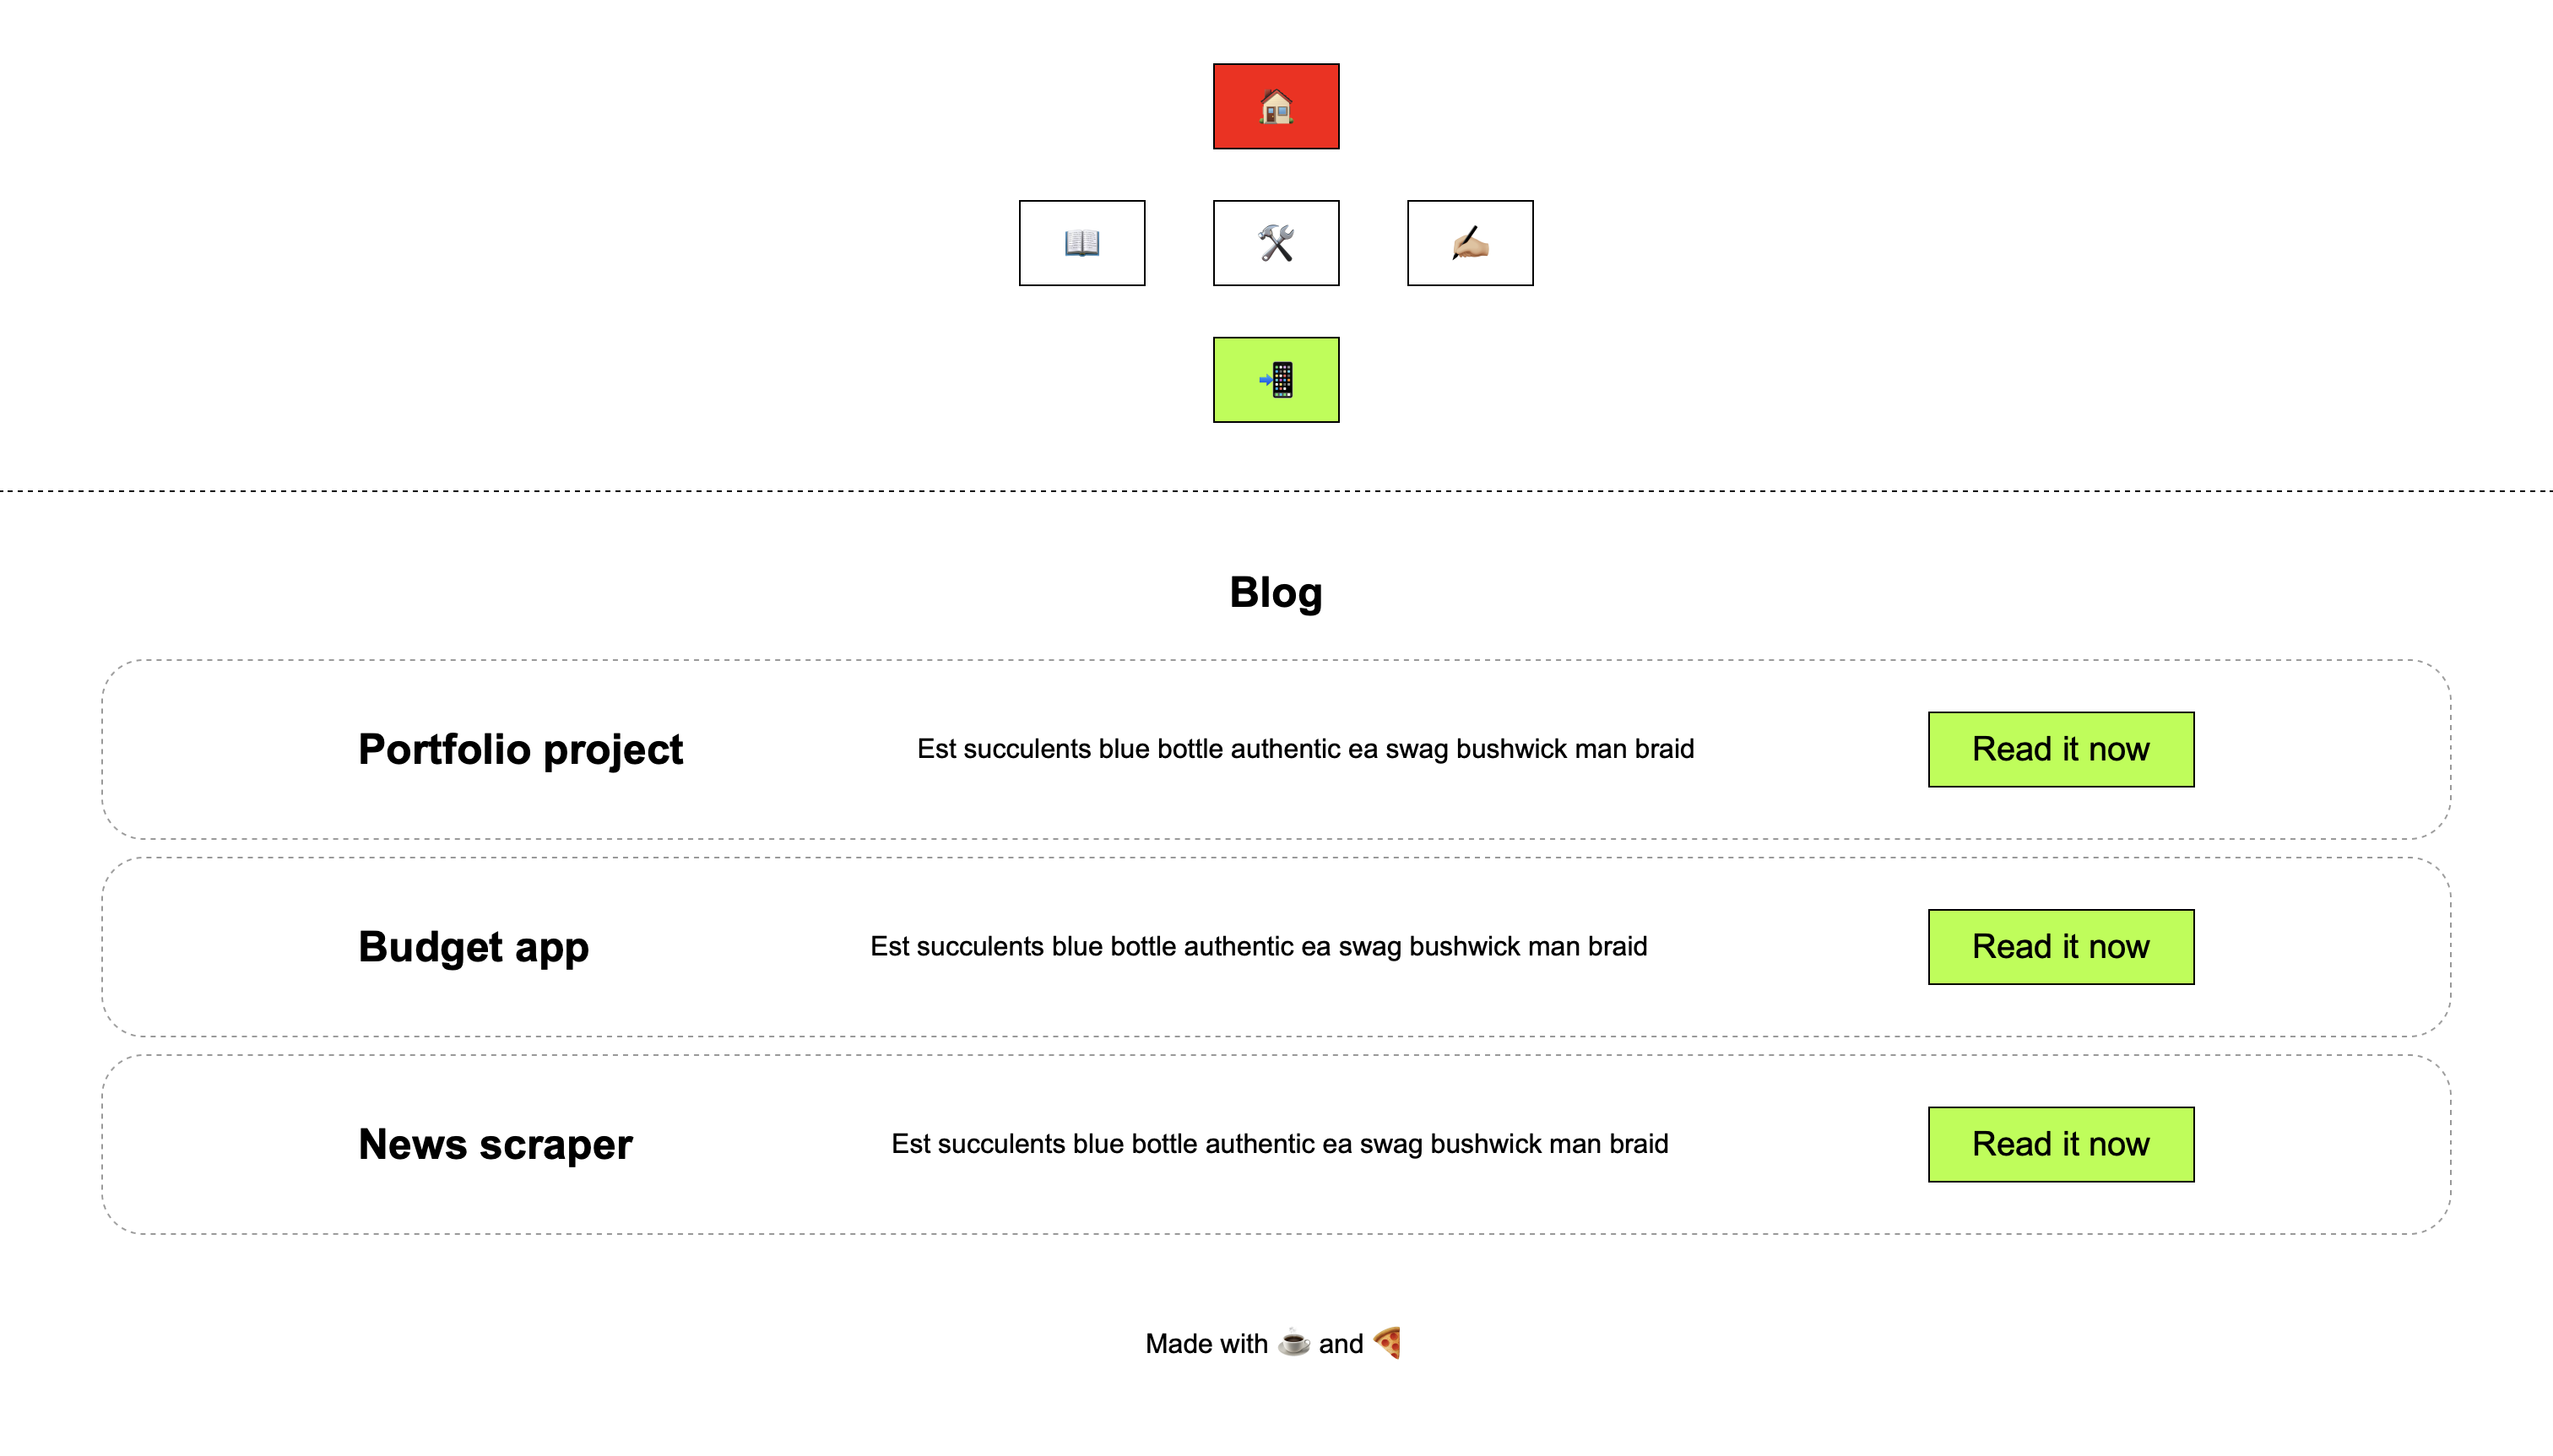 Blog
Portfolio project
Est succulents blue bottle authentic ea swag bushwick man braid
Read it now
Budget app
Est succulents blue bottle authentic ea swag bushwick man braid
Read it now
News scraper
Est succulents blue bottle authentic ea swag bushwick man braid
Read it now
Made with ☕ and 🍕